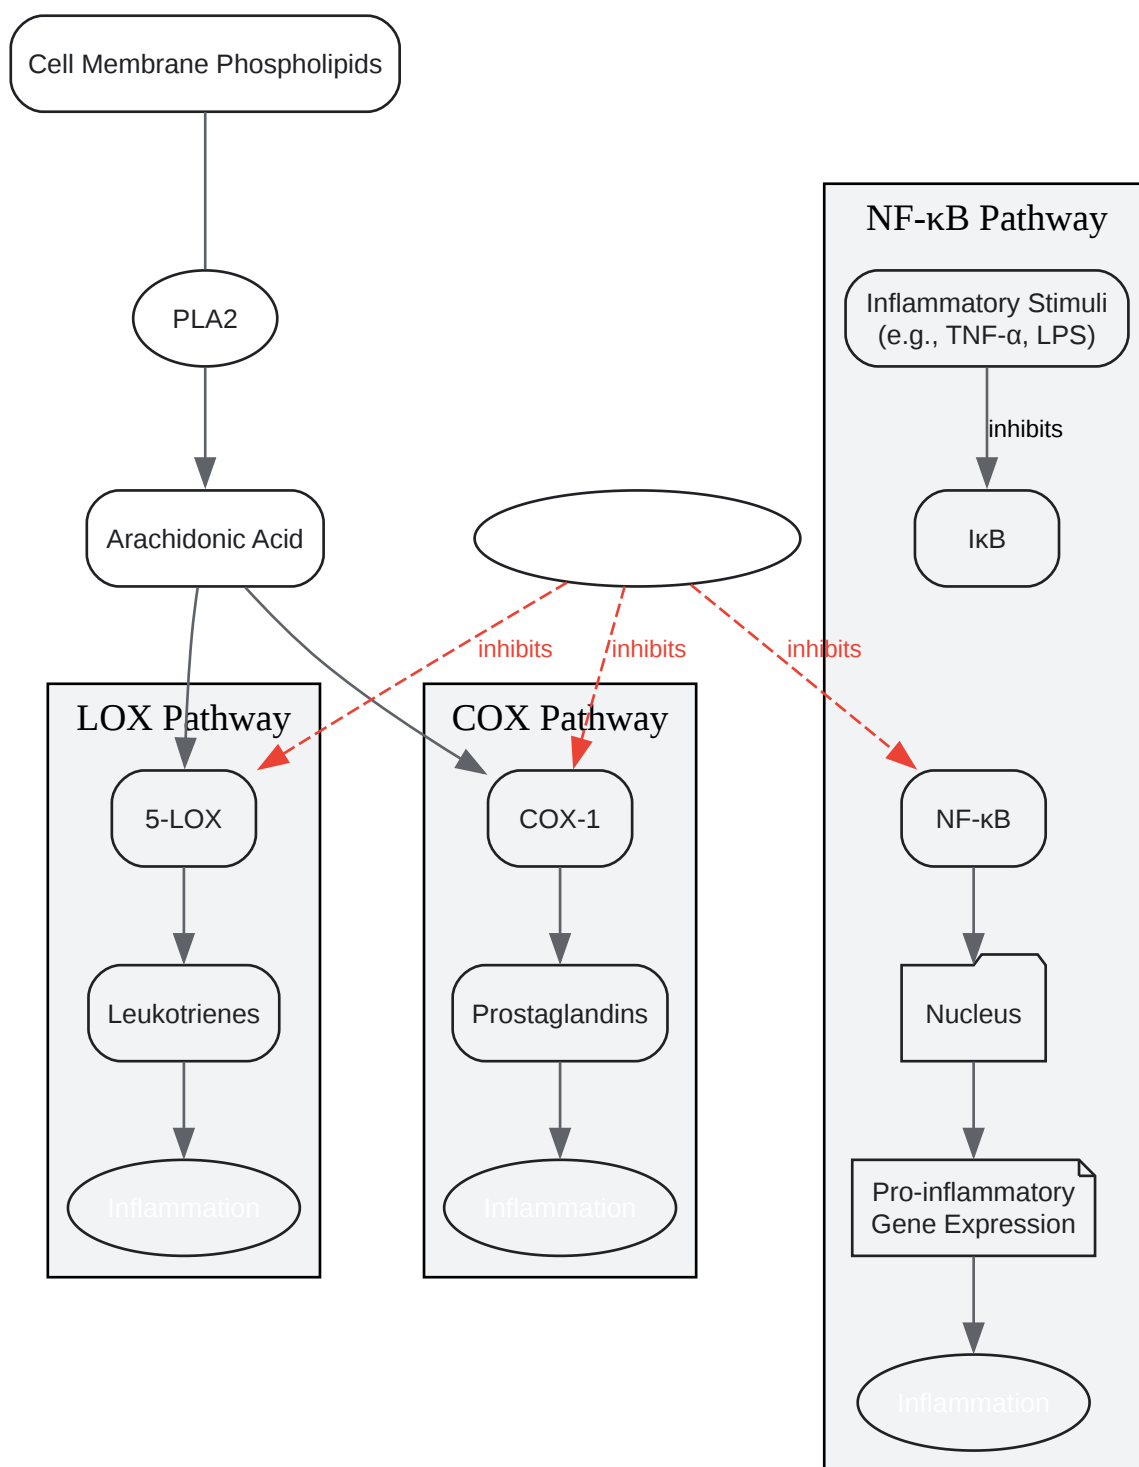 Cell Membrane Phospholipids
NF-κB Pathway
Inflammatory Stimuli
(e.g., TNF-α, LPS)
PLA2
inhibits
Arachidonic Acid
IκB
inhibits
inhibits
inhibits
LOX Pathway
COX Pathway
5-LOX
COX-1
NF-κB
Leukotrienes
Prostaglandins
Nucleus
Inflammation
Inflammation
Pro-inflammatory
Gene Expression
Inflammation